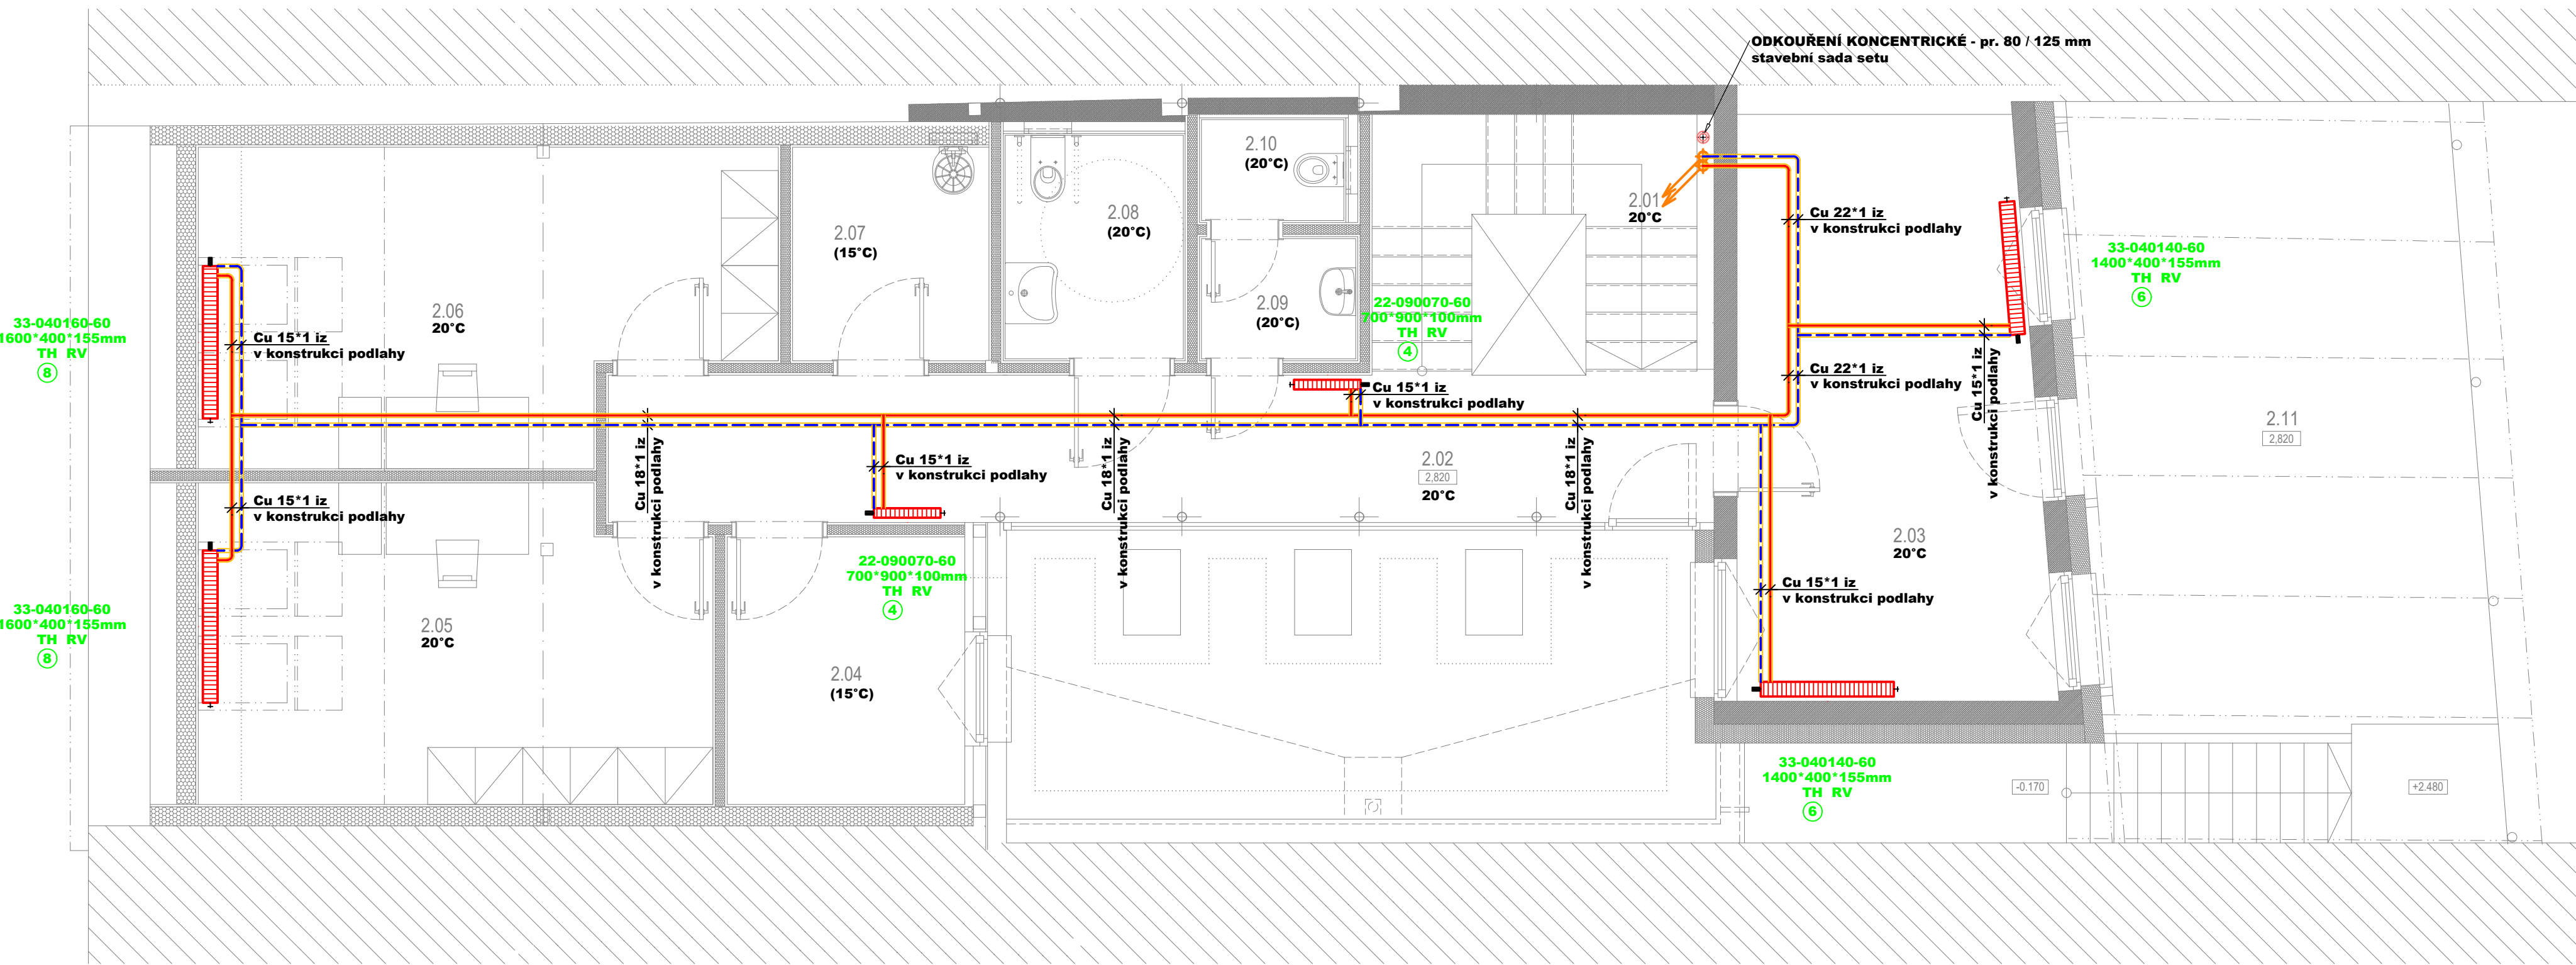 ODKOUŘENÍ KONCENTRICKÉ - pr. 80 / 125 mm
stavební sada setu
2.10
(20°C)
2.01
20°C
2.08
(20°C)
2.07
(15°C)
Cu 22*1 iz
v konstrukci podlahy
33-040140-60
1400*400*155mm
TH RV
6
2.06
20°C
2.09
(20°C)
22-090070-60
700*900*100mm
TH RV
4
33-040160-60
1600*400*155mm
TH RV
8
Cu 15*1 iz
v konstrukci podlahy
Cu 22*1 iz
v konstrukci podlahy
Cu 15*1 iz
v konstrukci podlahy
Cu 15*1 iz
v konstrukci podlahy
2.11
2,820
Cu 18*1 iz
v konstrukci podlahy
Cu 15*1 iz
v konstrukci podlahy
Cu 18*1 iz
v konstrukci podlahy
2.02
2,820
20°C
Cu 18*1 iz
v konstrukci podlahy
Cu 15*1 iz
v konstrukci podlahy
2.03
20°C
22-090070-60
700*900*100mm
TH RV
4
Cu 15*1 iz
v konstrukci podlahy
33-040160-60
1600*400*155mm
TH RV
8
2.05
20°C
2.04
(15°C)
33-040140-60
1400*400*155mm
TH RV
6
-0.170
+2.480